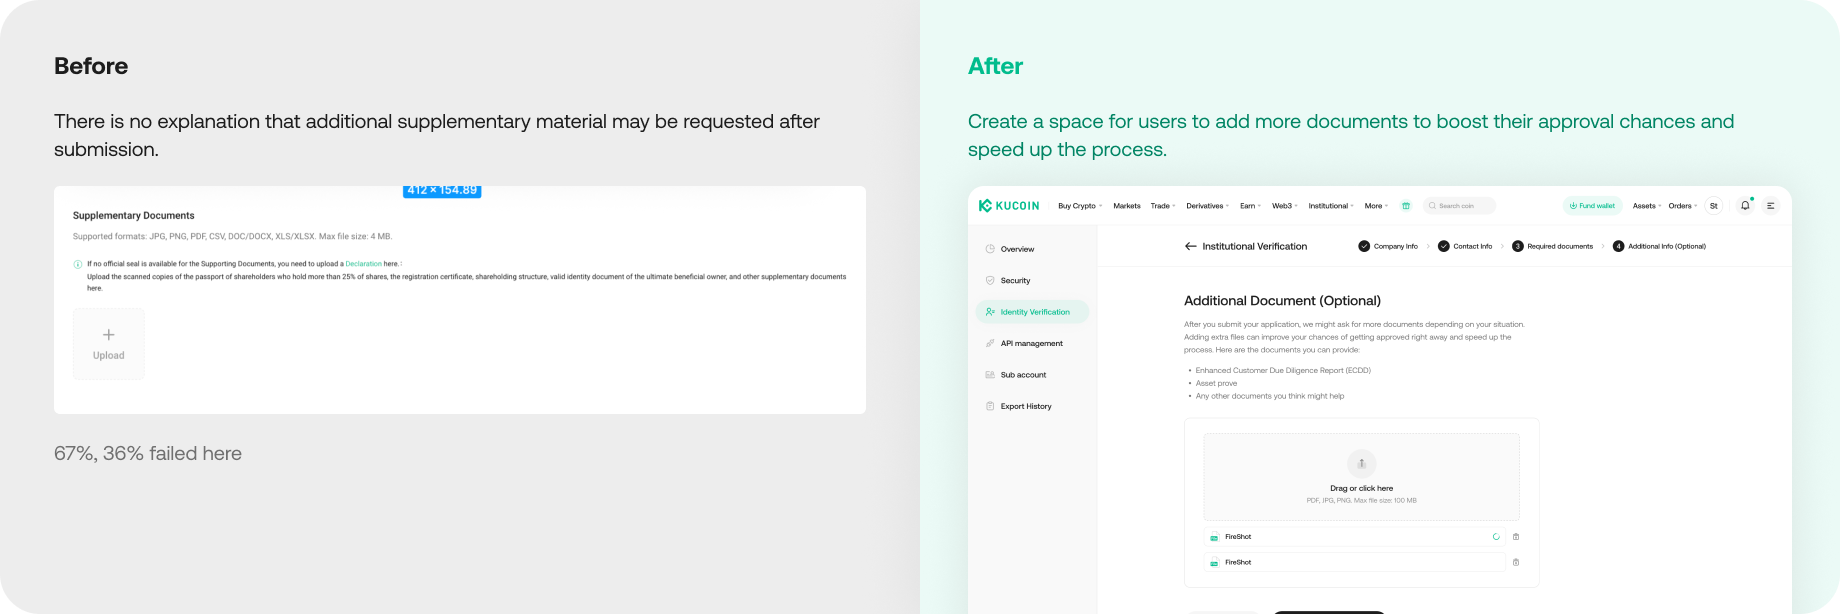 Before
There is no explanation that additional supplementary material may be requested after
submission.
412 × 154.89
Supplementary Documents
Supported formats: JPG, PNG, PDF, CSV, DOC/DOCX, XLS/XLSX. Max file size: 4 MB.
If no official seal is available for the Supporting Documents, you need to upload a Declaration here. :
Upload the scanned copies of the passport of shareholders who hold more than 25% of shares, the registration certificate, shareholding structure, valid identity document of the ultimate beneficial owner, and other supplementary documents
here.
Upload
67%, 36% failed here
After
Create a space for users to add more documents to boost their approval chances and
speed up the process.
KUCOIN Buy Crypto Markets Trade Derivatives Earn Web3 Institutional More Search coin Fund wallet Assets Orders St
Overview
Security
Identity Verification
API management
Sub account
Export History
Institutional Verification Company Info Contact Info 3 Required documents 4 Additional Info (Optional)
Additional Document (Optional)
After you submit your application, we might ask for more documents depending on your situation.
Adding extra files can improve your chances of getting approved right away and speed up the
process. Here are the documents you can provide:
• Enhanced Customer Due Diligence Report (ECDD)
• Asset prove
• Any other documents you think might help
Drag or click here
PDF, JPG, PNG. Max file size: 100 MB
FireShot
FireShot